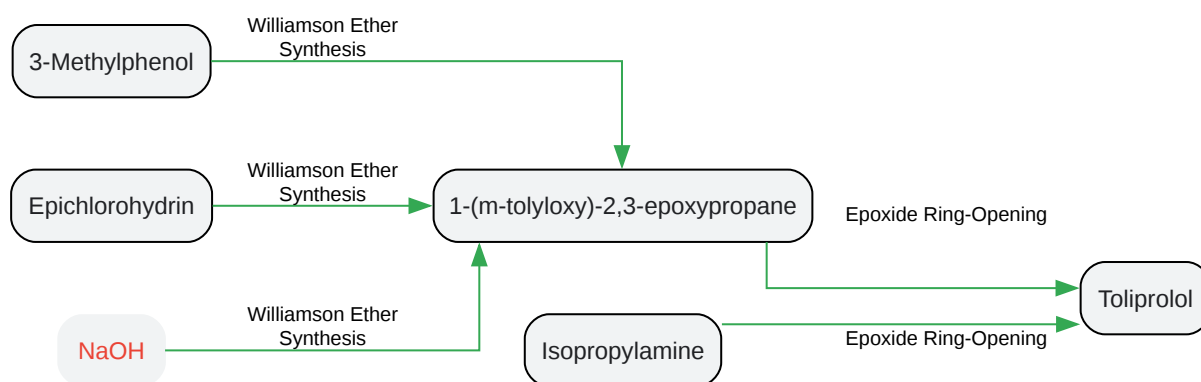 Williamson Ether
Synthesis
3-Methylphenol
Williamson Ether
Synthesis
Epichlorohydrin
1-(m-tolyloxy)-2,3-epoxypropane
Epoxide Ring-Opening
Toliprolol
Williamson Ether
Synthesis
NaOH
Isopropylamine
Epoxide Ring-Opening